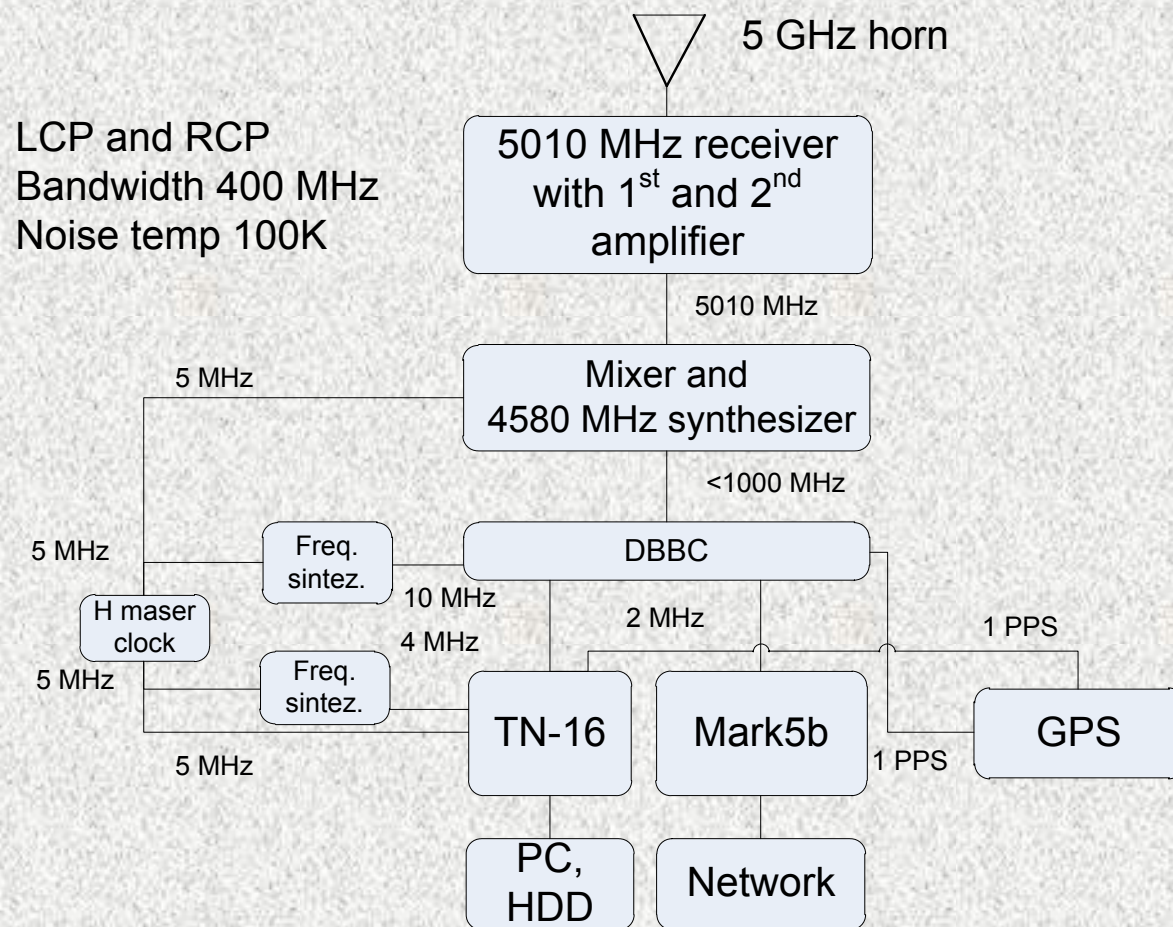 5 GHz horn
LCP and RCP
Bandwidth 400 MHz
Noise temp 100K
5010 MHz receiver
with 1st and 2nd
amplifier
5010 MHz
5 MHz
Mixer and
4580 MHz synthesizer
<1000 MHz
5 MHz
Freq.
sintez.
DBBC
10 MHz
H maser
clock
2 MHz
1 PPS
4 MHz
5 MHz
Freq.
sintez.
TN-16
Mark5b
GPS
5 MHz
1 PPS
PC,
HDD
Network